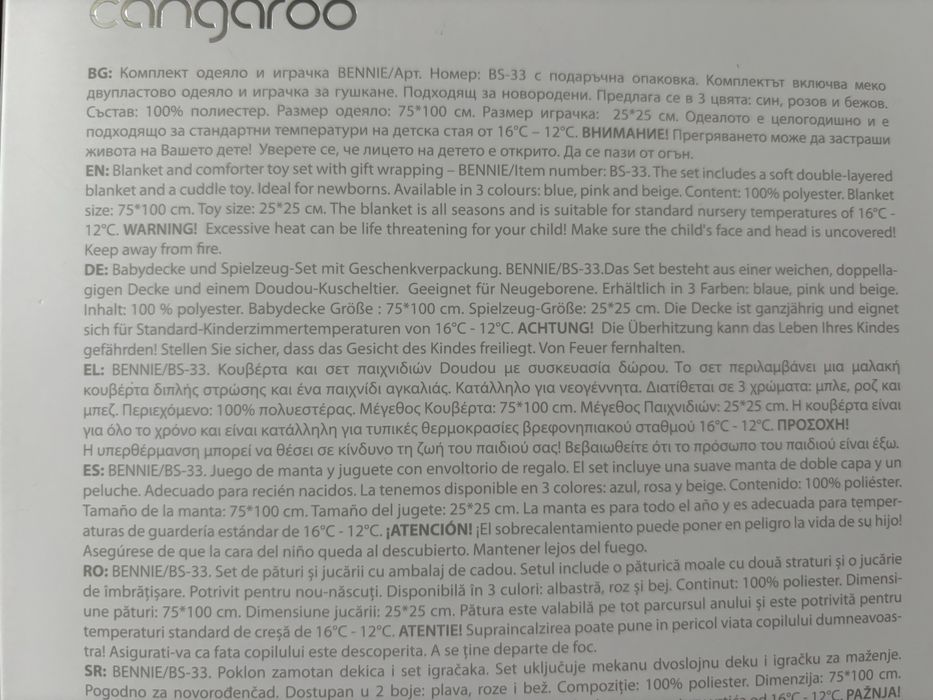 cangaroo
BG: Комплект одеяло и играчка BENNIE/Арт. Номер: BS-33 с подаръчна опаковка. Комплектът включва меко
двупластово одеяло и играчка за гушкане. Подходящ за новородени. Предлага се в 3 цвята: син, розов и бежов.
Състав: 100% полиестер. Размер одеяло: 75*100 см. Размер играчка: 25*25 см. Одеалото е целогодишно и е
подходящо за стандартни температури на детска стая от 16°C – 12°C. ВНИМАНИЕ! Прегряването може да застраши
живота на Вашето дете! Уверете се, че лицето на детето е открито. Да се пази от огън.
EN: Blanket and comforter toy set with gift wrapping – BENNIE/Item number: BS-33. The set includes a soft double-layered
blanket and a cuddle toy. Ideal for newborns. Available in 3 colours: blue, pink and beige. Content: 100% polyester. Blanket
size: 75*100 cm. Toy size: 25*25 см. The blanket is all seasons and is suitable for standard nursery temperatures of 16°C -
12°C. WARNING! Excessive heat can be life threatening for your child! Make sure the child's face and head is uncovered!
Keep away from fire.
DE: Babydecke und Spielzeug-Set mit Geschenkverpackung. BENNIE/BS-33.Das Set besteht aus einer weichen, doppella-
gigen Decke und einem Doudou-Kuscheltier. Geeignet für Neugeborene. Erhältlich in 3 Farben: blaue, pink und beige.
Inhalt: 100 % polyester. Babydecke Größe : 75*100 cm. Spielzeug-Größe: 25*25 cm. Die Decke ist ganzjährig und eignet
sich für Standard-Kinderzimmertemperaturen von 16°C - 12°C. ACHTUNG! Die Überhitzung kann das Leben Ihres Kindes
gefährden! Stellen Sie sicher, dass das Gesicht des Kindes freiliegt. Von Feuer fernhalten.
EL: BENNIE/BS-33. Κουβέρτα και σετ παιχνιδιών Doudou με συσκευασία δώρου. Το σετ περιλαμβάνει μια μαλακή
κουβέρτα διπλής στρώσης και ένα παιχνίδι αγκαλιάς. Κατάλληλο για νεογέννητα. Διατίθεται σε 3 χρώματα: μπλε, ροζ και
μπεζ. Περιεχόμενο: 100% πολυεστέρας. Μέγεθος Κουβέρτα: 75*100 cm. Μέγεθος Παιχνιδιών: 25*25 cm. Η κουβέρτα είναι
για όλο το χρόνο και είναι κατάλληλη για τυπικές θερμοκρασίες βρεφονηπιακού σταθμού 16°C - 12°C. ΠΡΟΣΟΧΗ!
Η υπερθέρμανση μπορεί να θέσει σε κίνδυνο τη ζωή του παιδιού σας! Βεβαιωθείτε ότι το πρόσωπο του παιδιού είναι έξω.
ES: BENNIE/BS-33. Juego de manta y juguete con envoltorio de regalo. El set incluye una suave manta de doble capa y un
peluche. Adecuado para recién nacidos. La tenemos disponible en 3 colores: azul, rosa y beige. Contenido: 100% poliéster.
Tamaño de la manta: 75*100 cm. Tamaño del jugete: 25*25 cm. La manta es para todo el año y es adecuada para temper-
aturas de guardería estándar de 16°C - 12°C. ¡ATENCIÓN! ¡El sobrecalentamiento puede poner en peligro la vida de su hijo!
Asegúrese de que la cara del niño queda al descubierto. Mantener lejos del fuego.
RO: BENNIE/BS-33. Set de pături și jucării cu ambalaj de cadou. Setul include o păturică moale cu două straturi și o jucărie
de îmbrățișare. Potrivit pentru nou-născuți. Disponibilă în 3 culori: albastră, roz și bej. Continut: 100% poliester. Dimensi-
une pături: 75*100 cm. Dimensiune jucării: 25*25 cm. Pătura este valabilă pe tot parcursul anului și este potrivită pentru
temperaturi standard de creșă de 16°C - 12°C. ATENTIE! Supraincalzirea poate pune in pericol viata copilului dumneavoas-
tra! Asigurati-va ca fata copilului este descoperita. A se ține departe de foc.
SR: BENNIE/BS-33. Poklon zamotan dekica i set igračaka. Set uključuje mekanu dvoslojnu deku i igračku za maženje.
Pogodno za novorođenčad. Dostupan u 2 boje: plava, roze i bež. Compoziție: 100% poliester. Dimenzija: 75*100 cm.
16°C - 12°C. PAŽNJA!